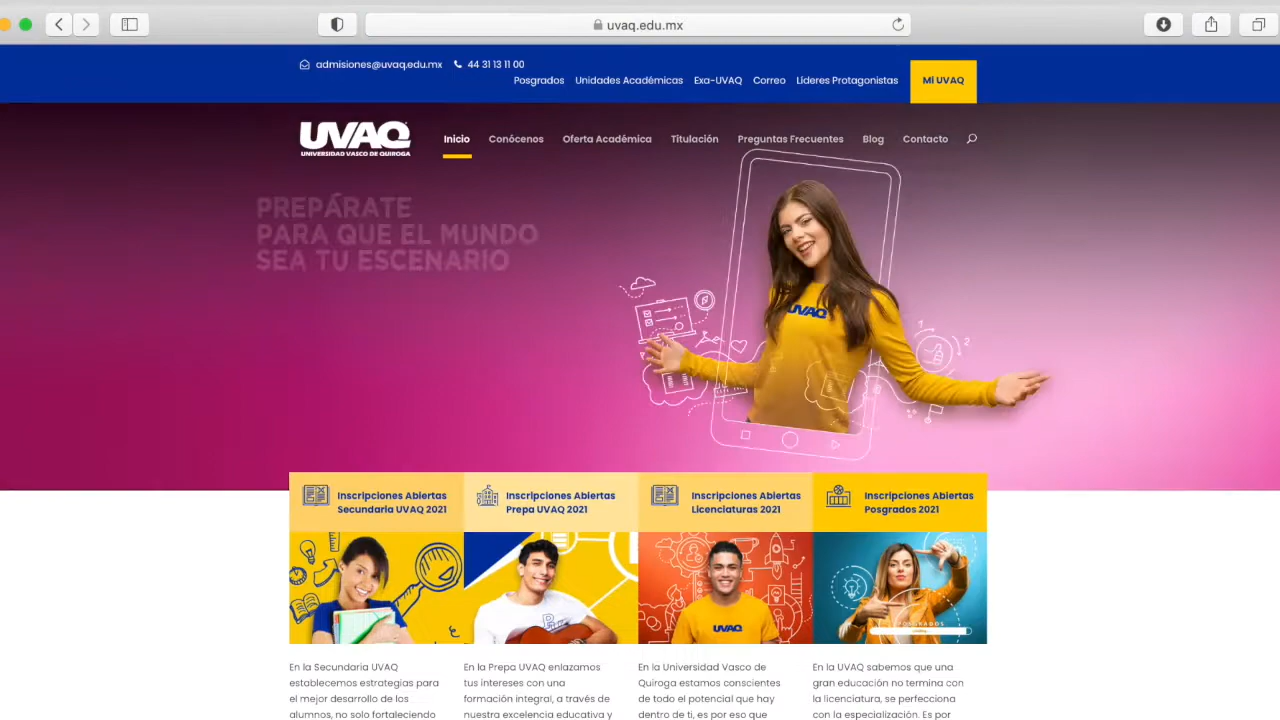 uvaq.edu.mx
admisiones@uvaq.edu.mx 44 31 13 11 00
Posgrados Unidades Académicas Exa-UVAQ Correo Líderes Protagonistas Mi UVAQ
UVAQ
UNIVERSIDAD VASCO DE QUIROGA
Inicio Conócenos Oferta Académica Titulación Preguntas Frecuentes Blog Contacto
PREPÁRATE
PARA QUE EL MUNDO
SEA TU ESCENARIO
UVAQ
1
2
Inscripciones Abiertas
Secundaria UVAQ 2021
Inscripciones Abiertas
Prepa UVAQ 2021
Inscripciones Abiertas
Licenciaturas 2021
Inscripciones Abiertas
Posgrados 2021
UVAQ
POSGRADOS
Loading...
En la Secundaria UVAQ
establecemos estrategias para
el mejor desarrollo de los
alumnos, no solo fortaleciendo
En la Prepa UVAQ enlazamos
tus intereses con una
formación integral, a través de
nuestra excelencia educativa y
En la Universidad Vasco de
Quiroga estamos conscientes
de todo el potencial que hay
dentro de ti, es por eso que
En la UVAQ sabemos que una
gran educación no termina con
la licenciatura, se perfecciona
con la especialización. Es por